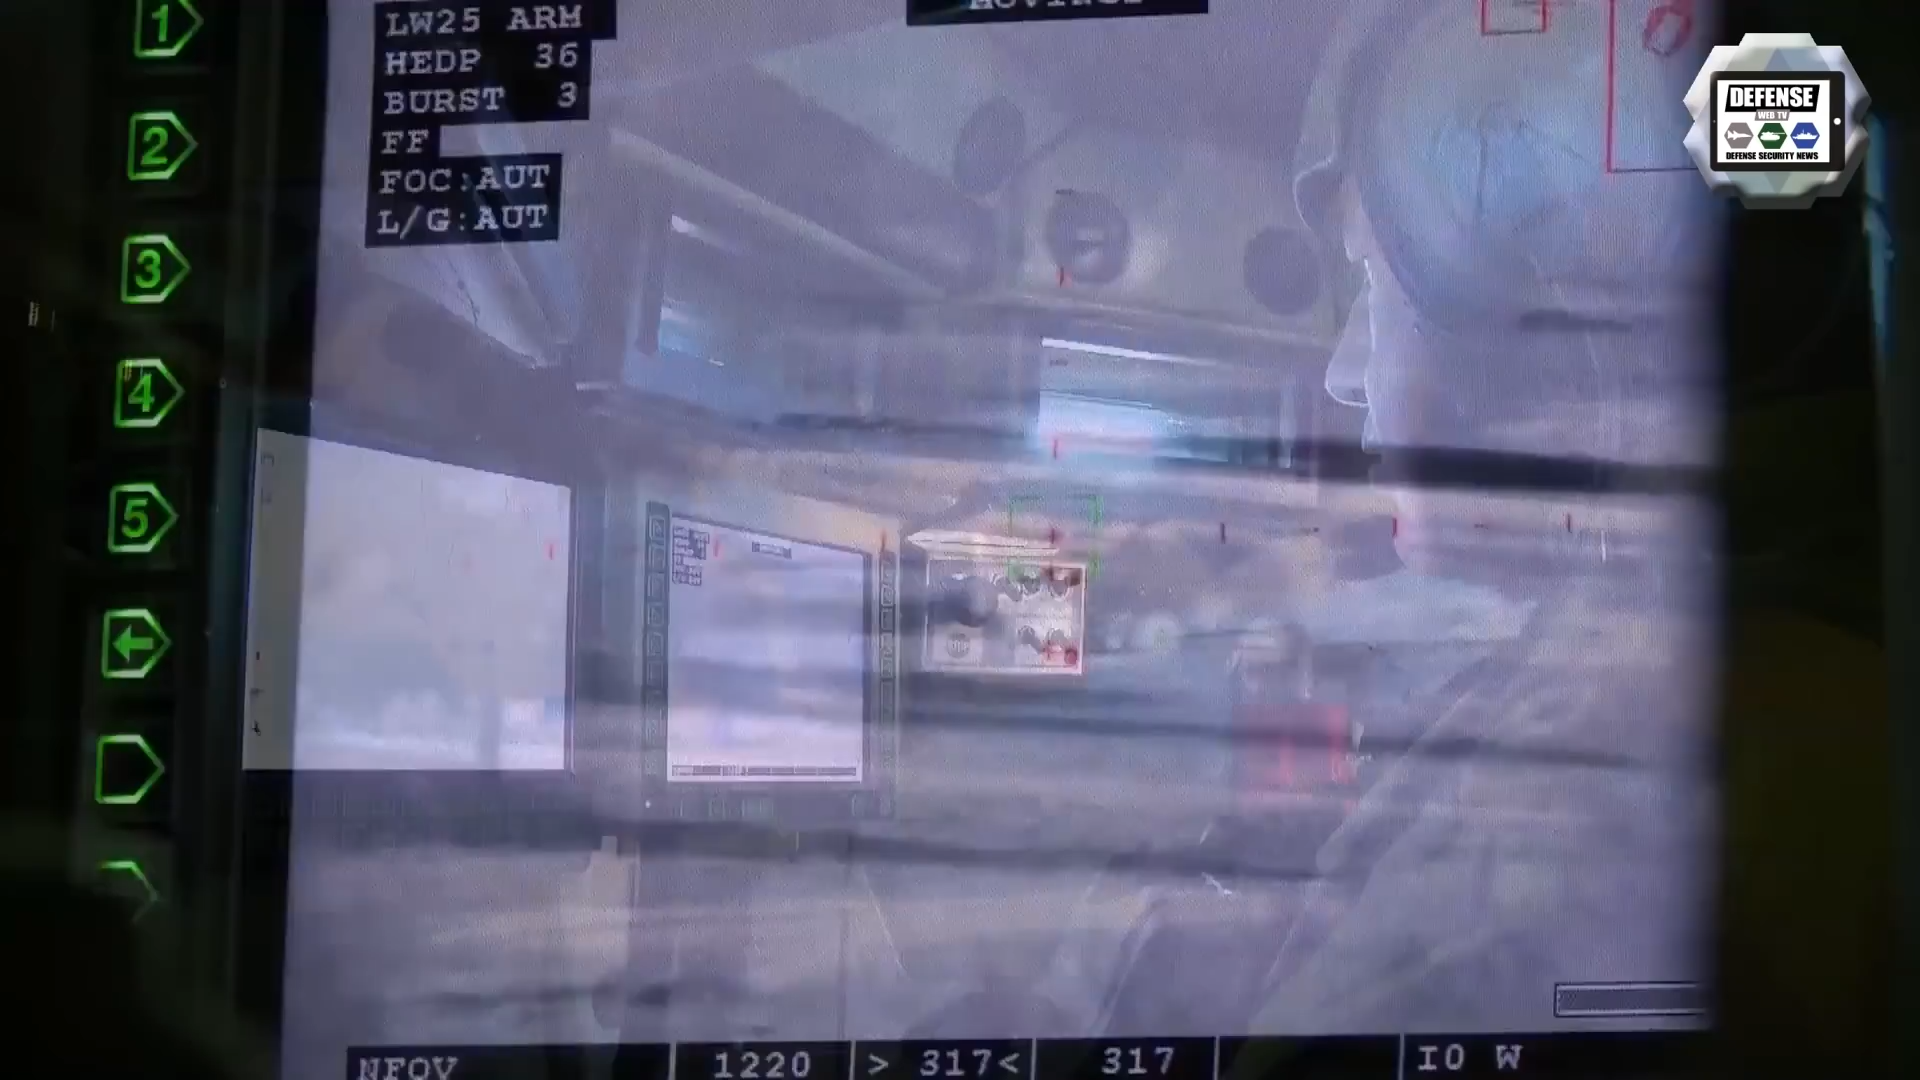 1
2
3
4
5
LW25 ARM
HEDP 36
BURST 3
FF
FOC:AUT
L/G:AUT
DEFENSE
WEB TV
DEFENSE SECURITY NEWS
NFOV 1220 > 317< 317 IO W